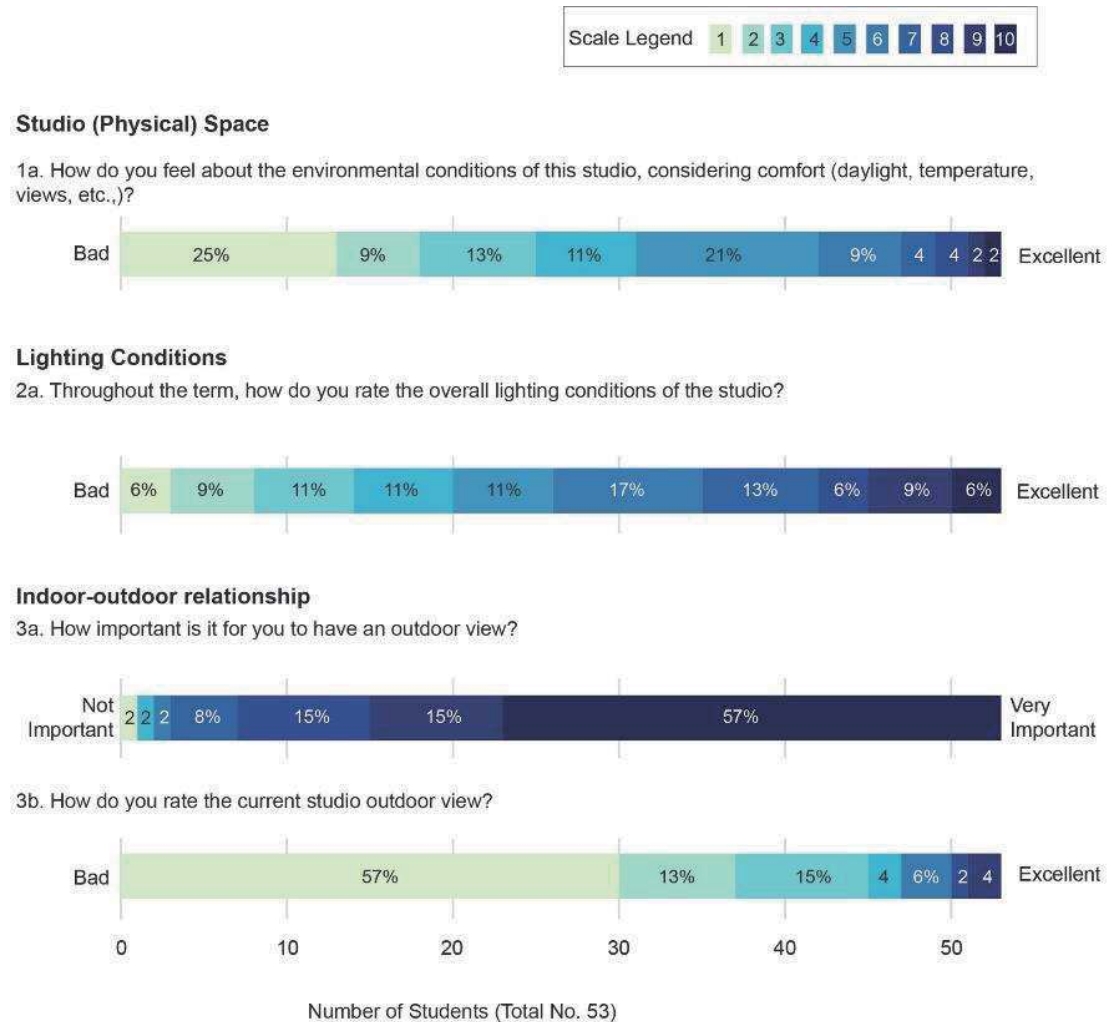 Scale Legend 1 2 3 4 5 6 7 8 9 10
Studio (Physical) Space
1a. How do you feel about the environmental conditions of this studio, considering comfort (daylight, temperature,
views, etc.,)?
Bad 25% 9% 13% 11% 21% 9% 4 4 2 2 Excellent
Lighting Conditions
2a. Throughout the term, how do you rate the overall lighting conditions of the studio?
Bad 6% 9% 11% 11% 11% 17% 13% 6% 9% 6% Excellent
Indoor-outdoor relationship
3a. How important is it for you to have an outdoor view?
Not
Important
2 2 2 8% 15% 15% 57%
Very
Important
3b. How do you rate the current studio outdoor view?
Bad 57% 13% 15% 4 6% 2 4 Excellent
0 10 20 30 40 50
Number of Students (Total No. 53)